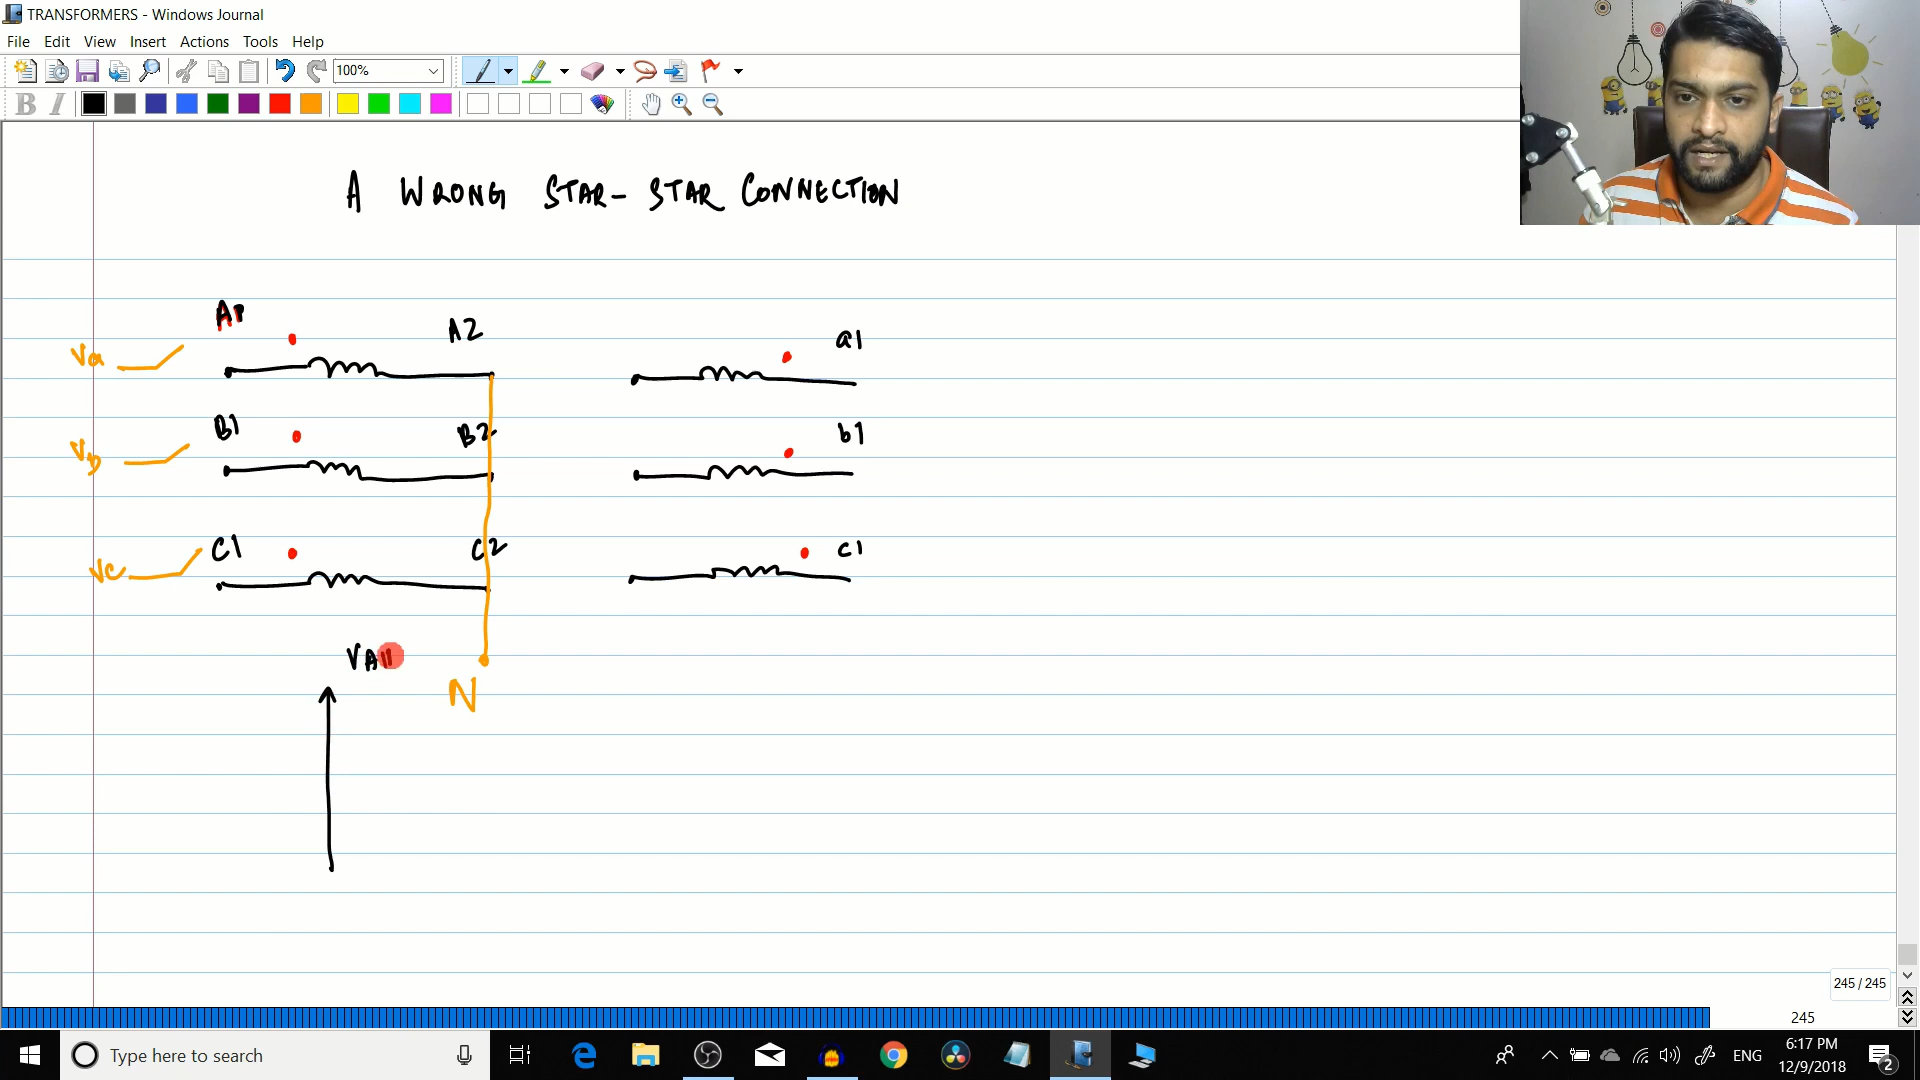 TRANSFORMERS - Windows Journal
File Edit View Insert Actions Tools Help
100%
B I
A WRONG STAR-STAR CONNECTION
A1
A2
a1
Va
B1
B2
b1
Vb
C1
C2
c1
Vc
VA
N
245 / 245
245
Type here to search
ENG
6:17 PM
12/9/2018
2